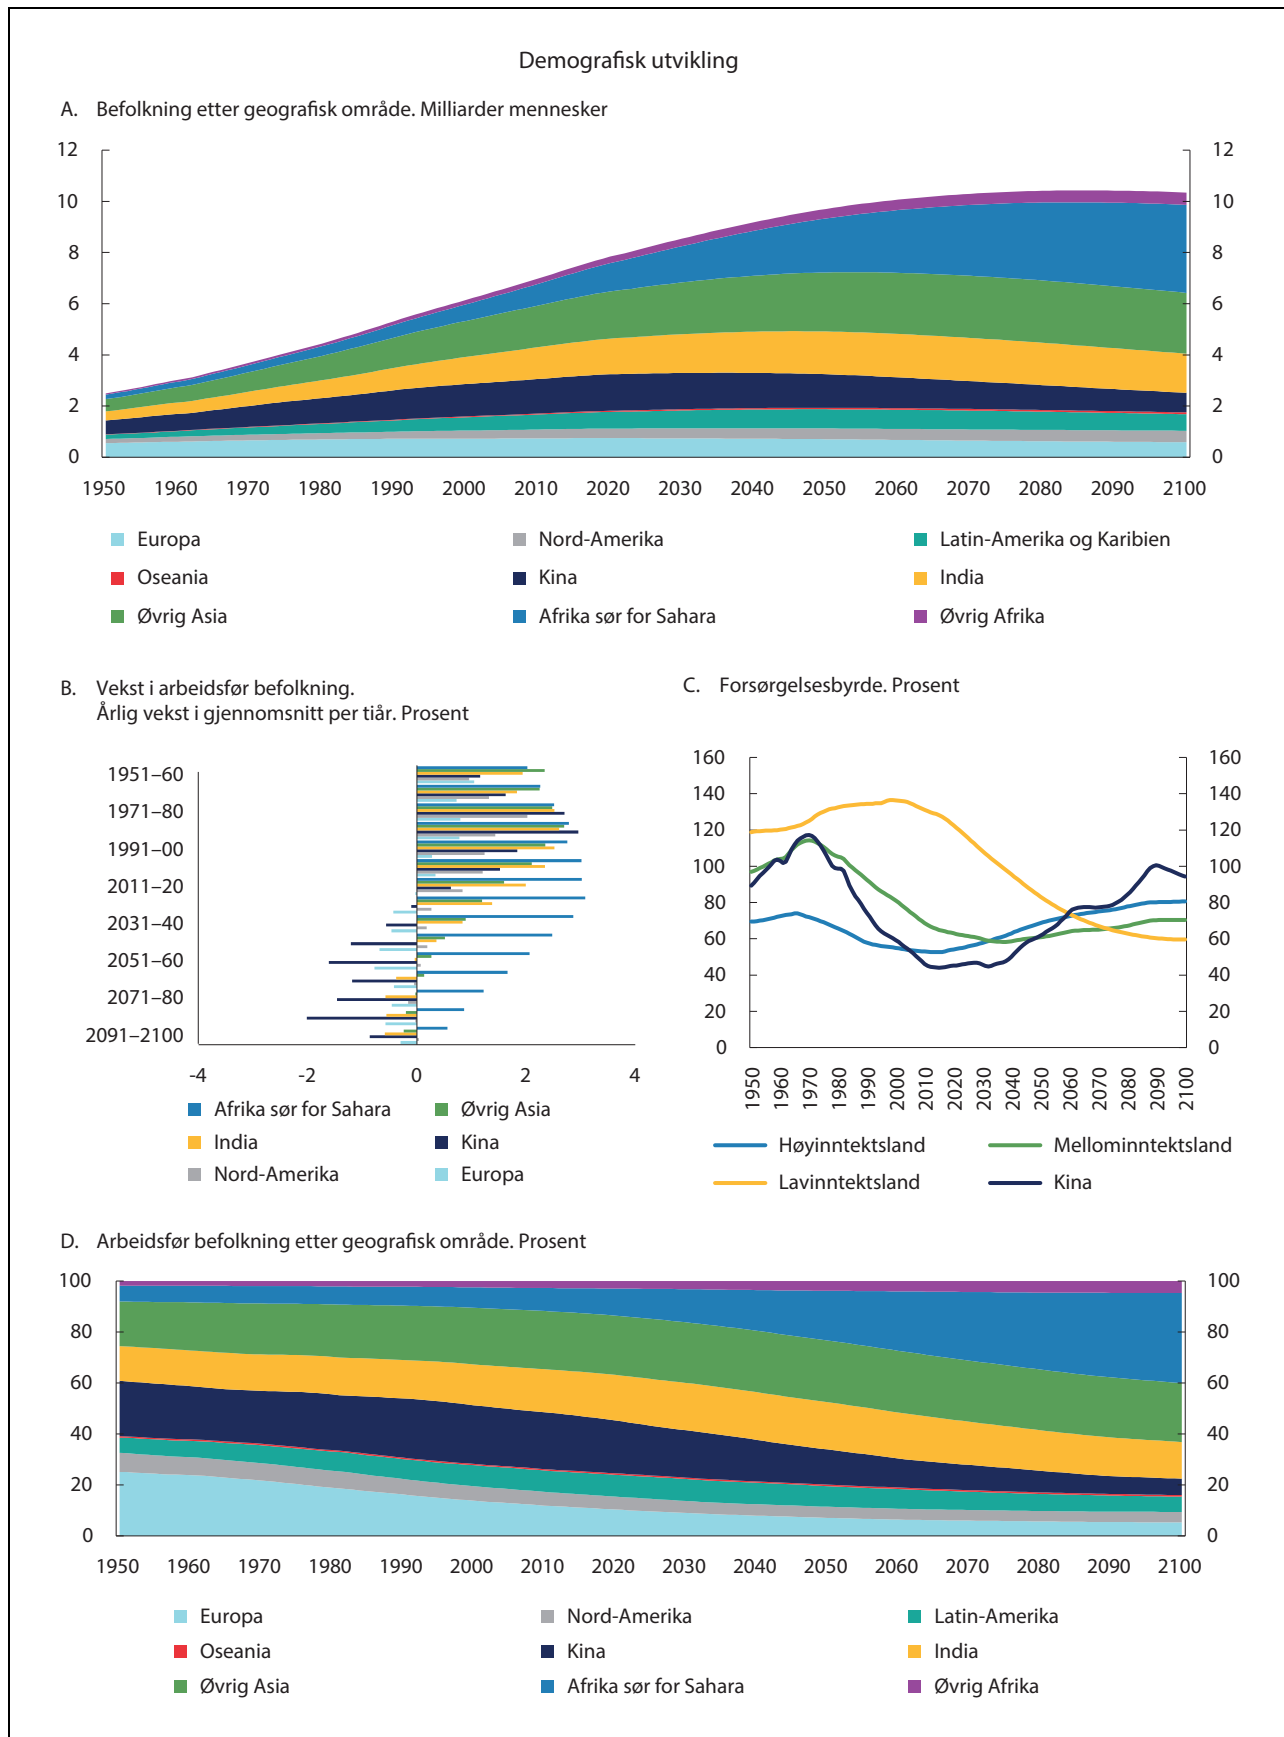 Demografisk utvikling
A. Befolkning etter geografisk område. Milliarder mennesker
12 12
10 10
8 8
6 6
4 4
2 2
0 0
1950 1960 1970 1980 1990 2000 2010 2020 2030 2040 2050 2060 2070 2080 2090 2100
Europa Nord-Amerika Latin-Amerika og Karibien
Oseania Kina India
Øvrig Asia Afrika sør for Sahara Øvrig Afrika
B. Vekst i arbeidsfør befolkning.
Årlig vekst i gjennomsnitt per tiår. Prosent
1951–60
1971–80
1991–00
2011–20
2031–40
2051–60
2071–80
2091–2100
-4 -2 0 2 4
Afrika sør for Sahara Øvrig Asia
India Kina
Nord-Amerika Europa
C. Forsørgelsesbyrde. Prosent
160 160
140 140
120 120
100 100
80 80
60 60
40 40
20 20
0 0
1950 1960 1970 1980 1990 2000 2010 2020 2030 2040 2050 2060 2070 2080 2090 2100
Høyinntektsland Mellominntektsland
Lavinntektsland Kina
D. Arbeidsfør befolkning etter geografisk område. Prosent
100 100
80 80
60 60
40 40
20 20
0 0
1950 1960 1970 1980 1990 2000 2010 2020 2030 2040 2050 2060 2070 2080 2090 2100
Europa Nord-Amerika Latin-Amerika
Oseania Kina India
Øvrig Asia Afrika sør for Sahara Øvrig Afrika